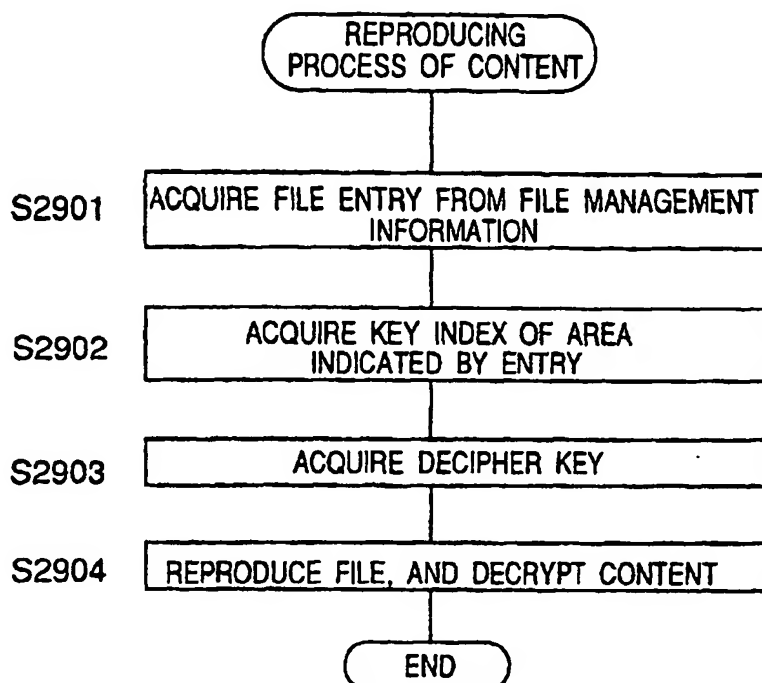 REPRODUCING
PROCESS OF CONTENT
S2901
ACQUIRE FILE ENTRY FROM FILE MANAGEMENT
INFORMATION
S2902
ACQUIRE KEY INDEX OF AREA
INDICATED BY ENTRY
S2903
ACQUIRE DECIPHER KEY
S2904
REPRODUCE FILE, AND DECRYPT CONTENT
END